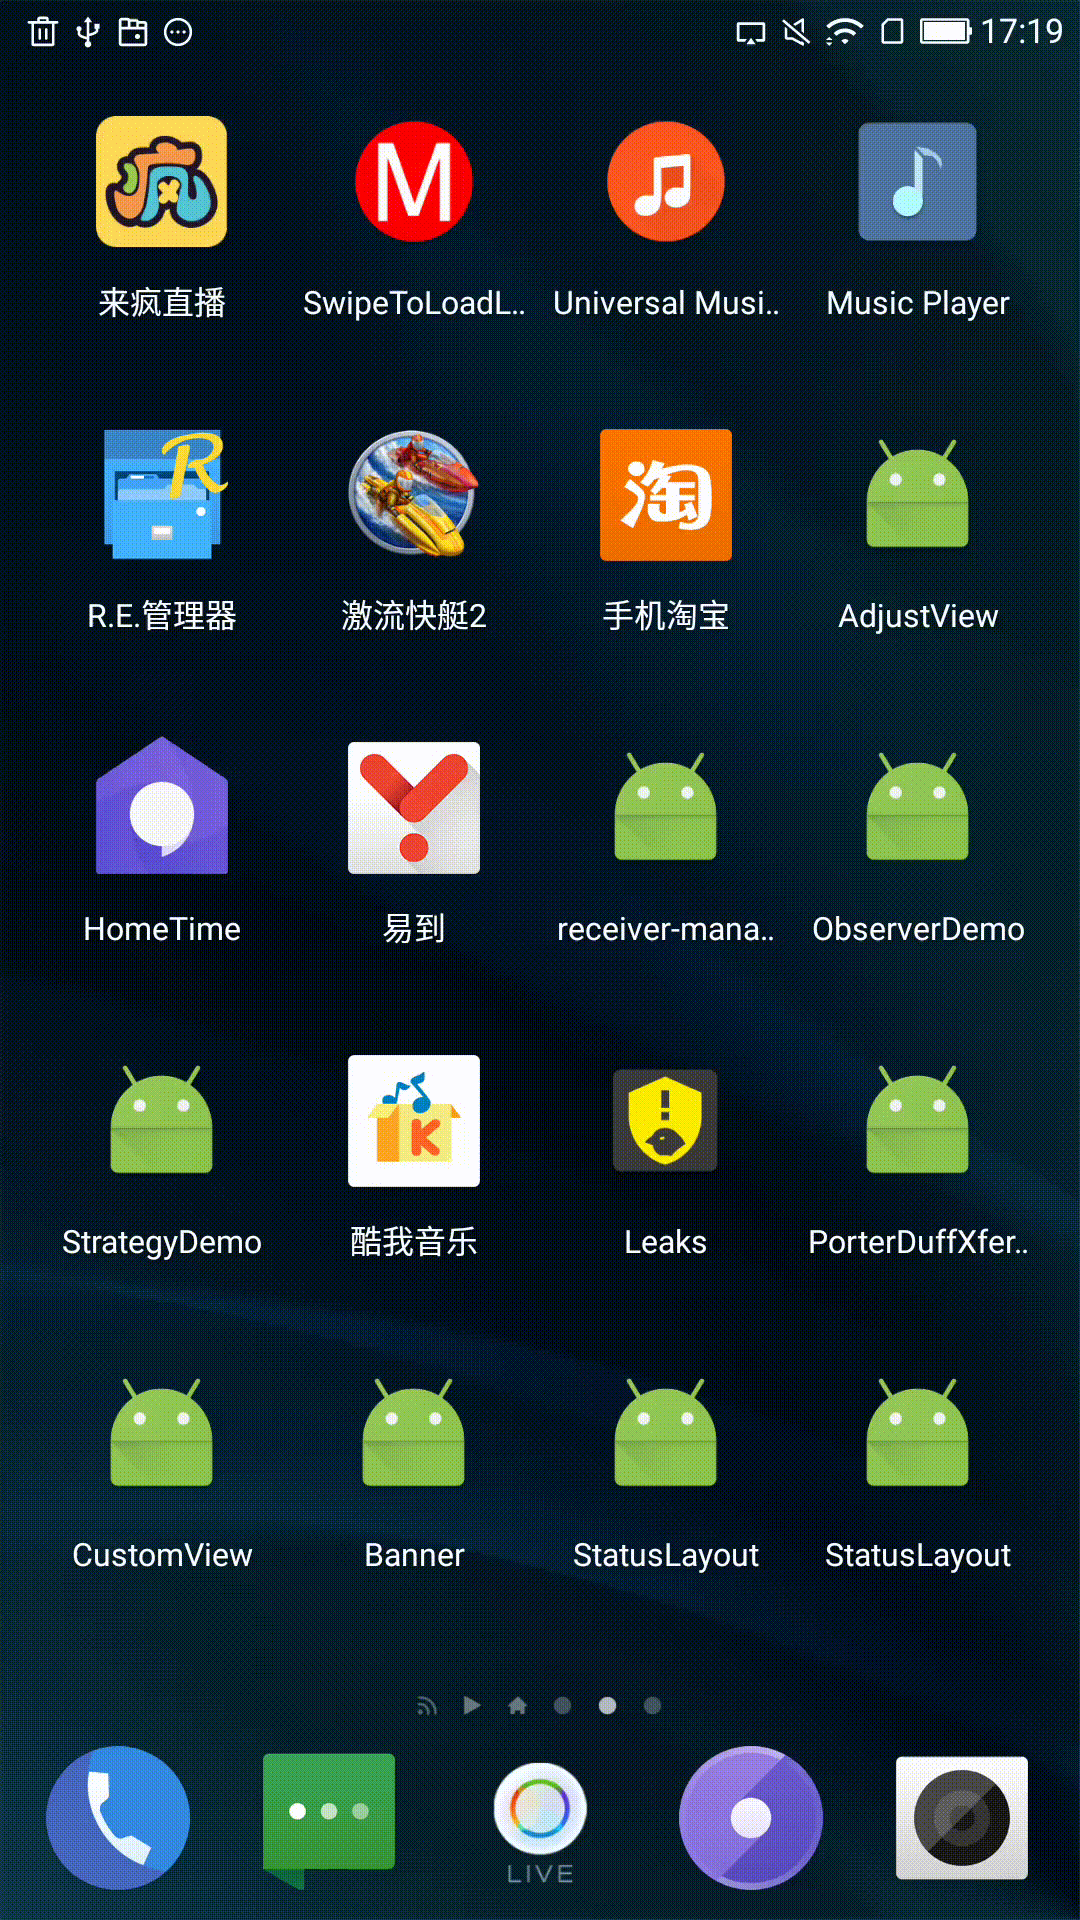 17:19
疯
M
来疯直播
SwipeToLoadL..
Universal Musi..
Music Player
R
淘
R.E.管理器
激流快艇2
手机淘宝
AdjustView
HomeTime
易到
receiver-mana..
ObserverDemo
K
StrategyDemo
酷我音乐
Leaks
PorterDuffXfer..
CustomView
Banner
StatusLayout
StatusLayout
LIVE